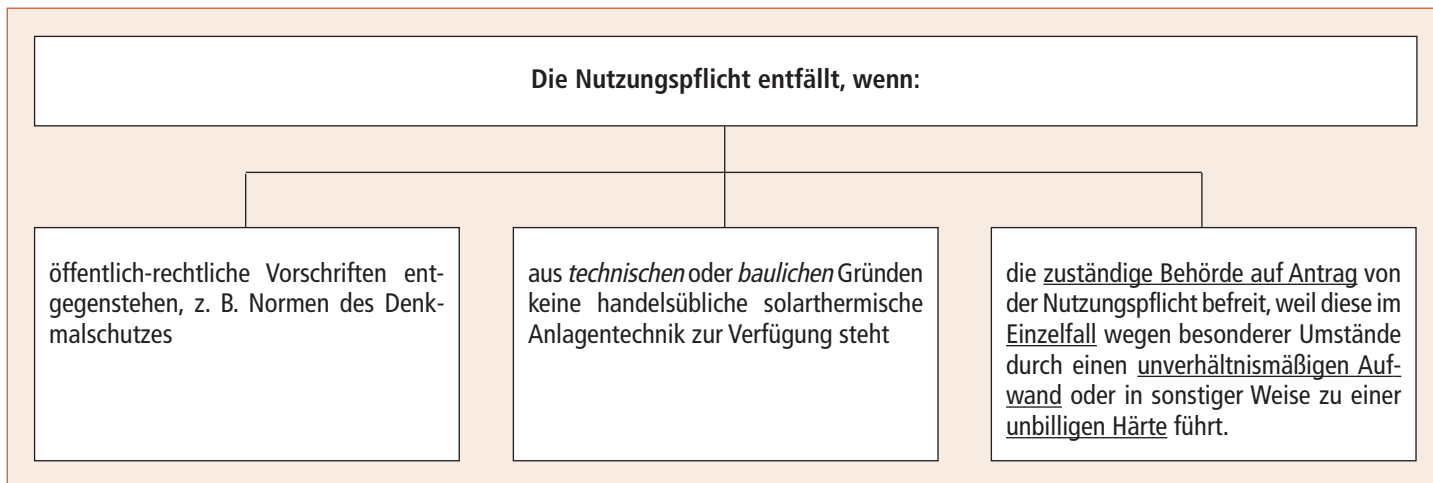 Die Nutzungspflicht entfällt, wenn:
öffentlich-rechtliche Vorschriften ent-
gegenstehen, z. B. Normen des Denk-
malschutzes
aus technischen oder baulichen Gründen
keine handelsübliche solarthermische
Anlagentechnik zur Verfügung steht
die zuständige Behörde auf Antrag von
der Nutzungspflicht befreit, weil diese im
Einzelfall wegen besonderer Umstände
durch einen unverhältnismäßigen Auf-
wand oder in sonstiger Weise zu einer
unbilligen Härte führt.